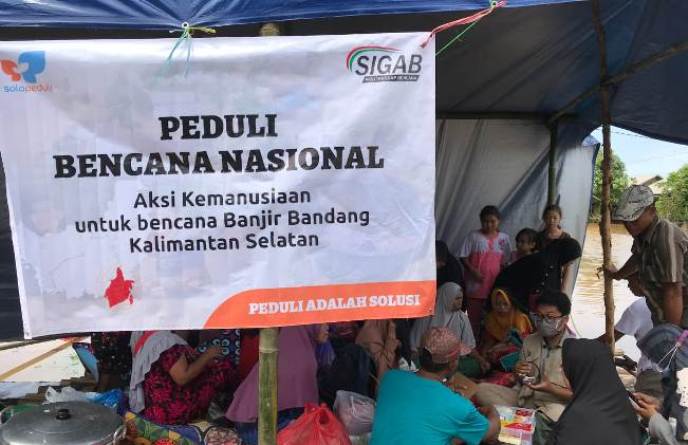 solopeduli
SIGAB
PEDULI
BENCANA NASIONAL
Aksi Kemanusiaan
untuk bencana Banjir Bandang
Kalimantan Selatan
PEDULI ADALAH SOLUSI